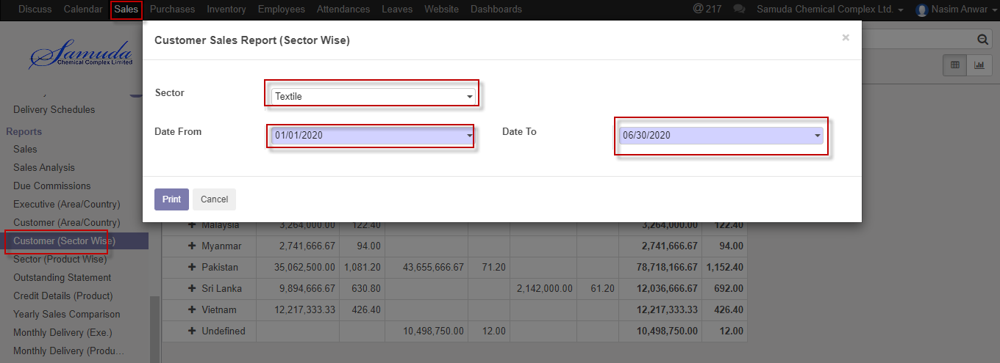 Discuss Calendar Sales Purchases Inventory Employees Attendances Leaves Website Dashboards @ 217 Samuda Chemical Complex Ltd. Nasim Anwar
Samuda
Chemical Complex Limited
Customer Sales Report (Sector Wise) ×
Sector Textile
Date From 01/01/2020 Date To 06/30/2020
Print Cancel
Delivery Schedules
Reports
Sales
Sales Analysis
Due Commissions
Executive (Area/Country)
Customer (Area/Country)
Customer (Sector Wise)
Sector (Product Wise)
Outstanding Statement
Credit Details (Product)
Yearly Sales Comparison
Monthly Delivery (Exe.)
Monthly Delivery (Produ...
Malaysia 3,264,000.00 122.40 3,264,000.00 122.40
Myanmar 2,741,666.67 94.00 2,741,666.67 94.00
Pakistan 35,062,500.00 1,081.20 43,655,666.67 71.20 78,718,166.67 1,152.40
Sri Lanka 9,894,666.67 630.80 2,142,000.00 61.20 12,036,666.67 692.00
Vietnam 12,217,333.33 426.40 12,217,333.33 426.40
Undefined 10,498,750.00 12.00 10,498,750.00 12.00